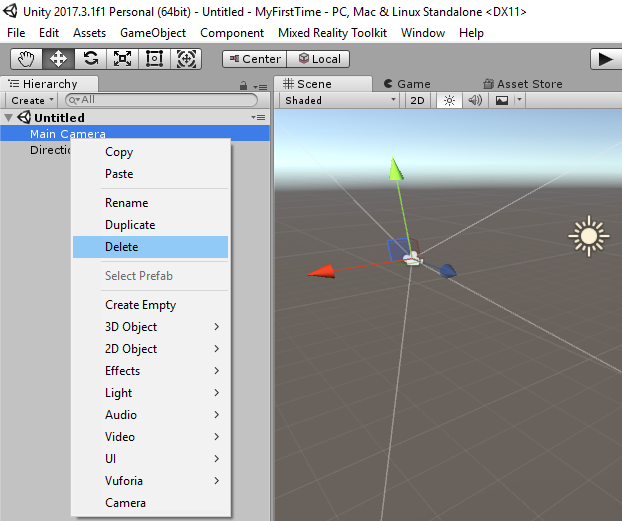 Unity 2017.3.1f1 Personal (64bit) - Untitled - MyFirstTime - PC, Mac & Linux Standalone <DX11>
File Edit Assets GameObject Component Mixed Reality Toolkit Window Help
Center Local
Hierarchy
Scene Game Asset Store
Create All
Shaded 2D
Untitled
Main Camera
Directio
Copy
Paste
Rename
Duplicate
Delete
Select Prefab
Create Empty
3D Object
2D Object
Effects
Light
Audio
Video
UI
Vuforia
Camera